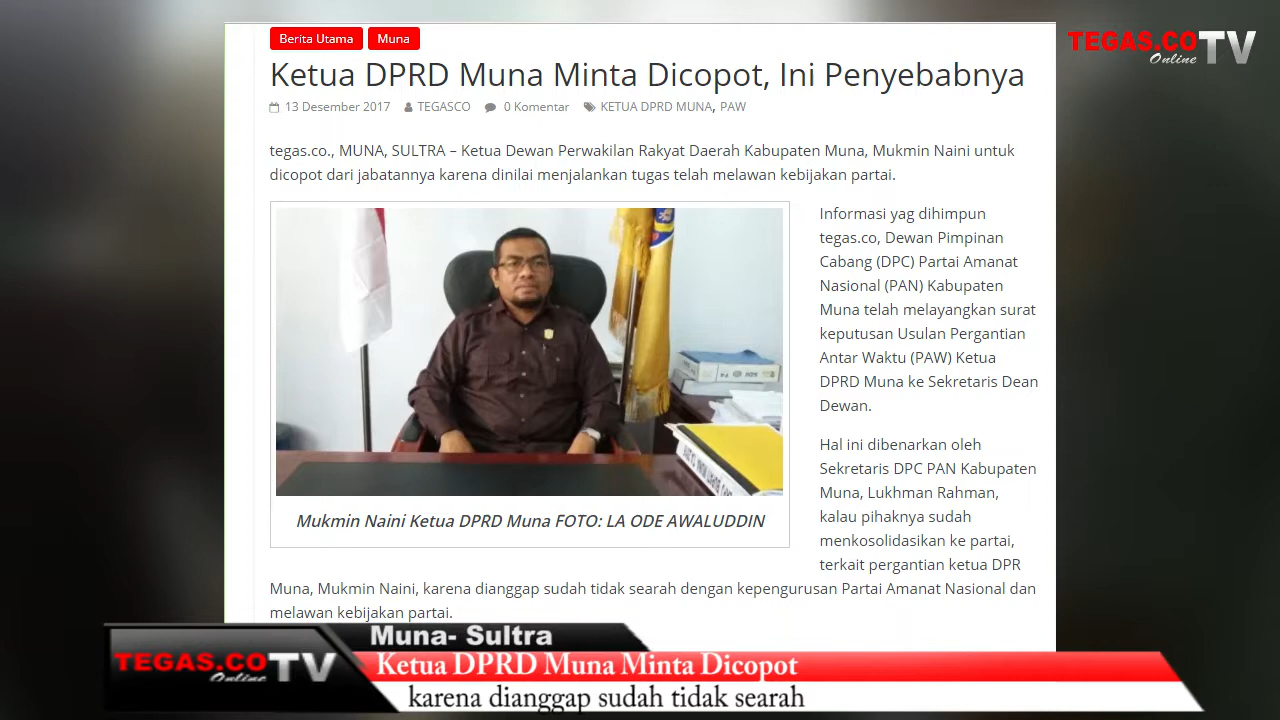 TEGAS.CO TV
Online
Berita Utama
Muna
Ketua DPRD Muna Minta Dicopot, Ini Penyebabnya
13 Desember 2017 TEGASCO 0 Komentar KETUA DPRD MUNA, PAW
tegas.co., MUNA, SULTRA – Ketua Dewan Perwakilan Rakyat Daerah Kabupaten Muna, Mukmin Naini untuk
dicopot dari jabatannya karena dinilai menjalankan tugas telah melawan kebijakan partai.
Informasi yag dihimpun
tegas.co, Dewan Pimpinan
Cabang (DPC) Partai Amanat
Nasional (PAN) Kabupaten
Muna telah melayangkan surat
keputusan Usulan Pergantian
Antar Waktu (PAW) Ketua
DPRD Muna ke Sekretaris Dean
Dewan.
Mukmin Naini Ketua DPRD Muna FOTO: LA ODE AWALUDDIN
Hal ini dibenarkan oleh
Sekretaris DPC PAN Kabupaten
Muna, Lukhman Rahman,
kalau pihaknya sudah
menkosolidasikan ke partai,
terkait pergantian ketua DPR
Muna, Mukmin Naini, karena dianggap sudah tidak searah dengan kepengurusan Partai Amanat Nasional dan
melawan kebijakan partai.
Muna- Sultra
TEGAS.CO TV
Online
Ketua DPRD Muna Minta Dicopot
karena dianggap sudah tidak searah